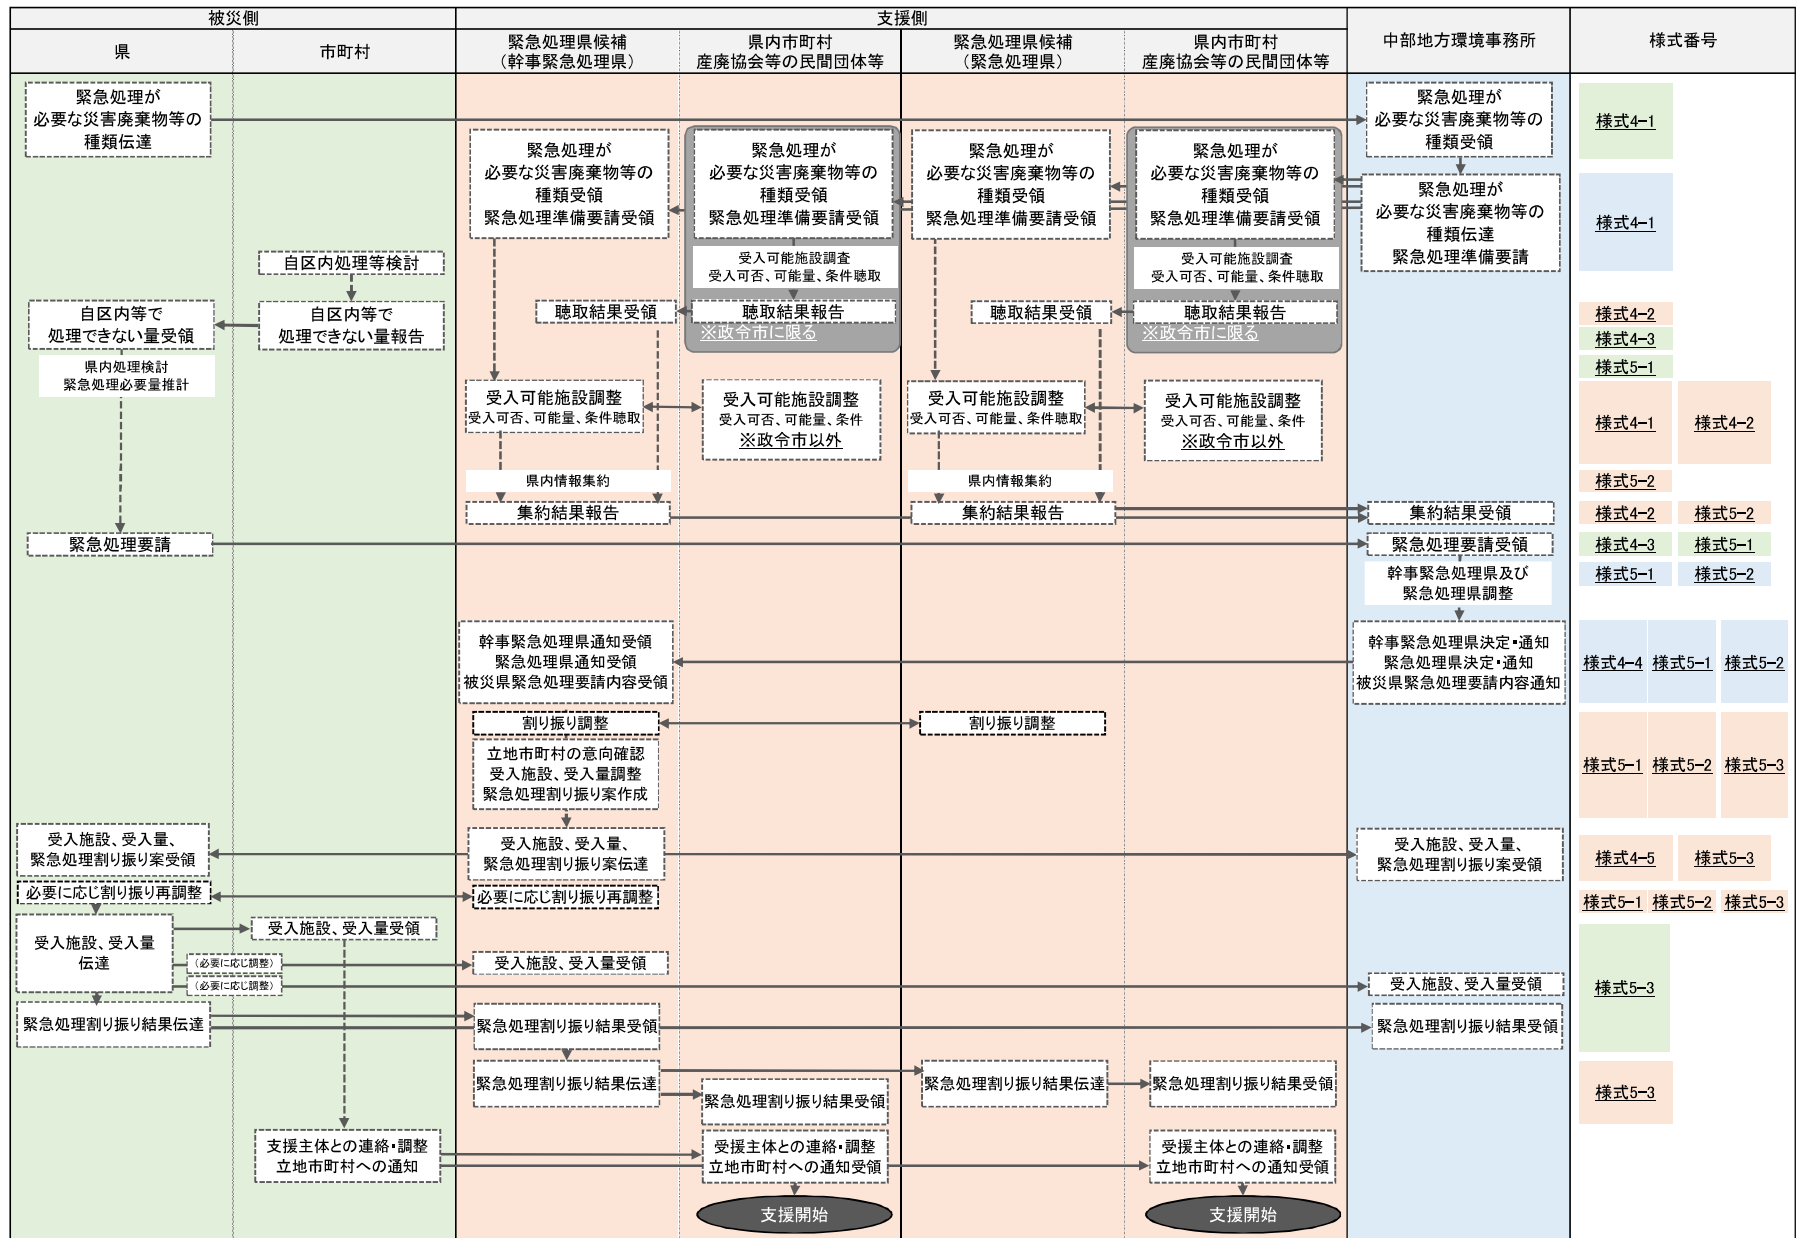 被災側
支援側
県
市町村
緊急処理県候補
（幹事緊急処理県）
県内市町村
産廃協会等の民間団体等
緊急処理県候補
（緊急処理県）
県内市町村
産廃協会等の民間団体等
中部地方環境事務所
様式番号
緊急処理が
必要な災害廃棄物等の
種類伝達
緊急処理が
必要な災害廃棄物等の
種類受領
様式4-1
緊急処理が
必要な災害廃棄物等の
種類受領
緊急処理準備要請受領
緊急処理が
必要な災害廃棄物等の
種類受領
緊急処理準備要請受領
緊急処理が
必要な災害廃棄物等の
種類受領
緊急処理準備要請受領
緊急処理が
必要な災害廃棄物等の
種類受領
緊急処理準備要請受領
緊急処理が
必要な災害廃棄物等の
種類伝達
緊急処理準備要請
様式4-1
自区内処理等検討
受入可能施設調査
受入可否、可能量、条件聴取
受入可能施設調査
受入可否、可能量、条件聴取
自区内等で
処理できない量受領
自区内等で
処理できない量報告
聴取結果受領
聴取結果報告
※政令市に限る
聴取結果受領
聴取結果報告
※政令市に限る
様式4-2
様式4-3
県内処理検討
緊急処理必要量推計
様式5-1
受入可能施設調整
受入可否、可能量、条件聴取
受入可能施設調整
受入可否、可能量、条件
※政令市以外
受入可能施設調整
受入可否、可能量、条件聴取
受入可能施設調整
受入可否、可能量、条件
※政令市以外
様式4-1
様式4-2
県内情報集約
県内情報集約
様式5-2
集約結果報告
集約結果報告
集約結果受領
様式4-2
様式5-2
緊急処理要請
緊急処理要請受領
様式4-3
様式5-1
幹事緊急処理県及び
緊急処理県調整
様式5-1
様式5-2
幹事緊急処理県通知受領
緊急処理県通知受領
被災県緊急処理要請内容受領
幹事緊急処理県決定・通知
緊急処理県決定・通知
被災県緊急処理要請内容通知
様式4-4
様式5-1
様式5-2
割り振り調整
割り振り調整
立地市町村の意向確認
受入施設、受入量調整
緊急処理割り振り案作成
様式5-1
様式5-2
様式5-3
受入施設、受入量、
緊急処理割り振り案受領
受入施設、受入量、
緊急処理割り振り案伝達
受入施設、受入量、
緊急処理割り振り案受領
様式4-5
様式5-3
必要に応じ割り振り再調整
必要に応じ割り振り再調整
様式5-1
様式5-2
様式5-3
受入施設、受入量
伝達
受入施設、受入量受領
（必要に応じ調整）
受入施設、受入量受領
（必要に応じ調整）
受入施設、受入量受領
様式5-3
緊急処理割り振り結果伝達
緊急処理割り振り結果受領
緊急処理割り振り結果受領
緊急処理割り振り結果伝達
緊急処理割り振り結果受領
緊急処理割り振り結果伝達
緊急処理割り振り結果受領
様式5-3
支援主体との連絡・調整
立地市町村への通知
受援主体との連絡・調整
立地市町村への通知受領
受援主体との連絡・調整
立地市町村への通知受領
支援開始
支援開始